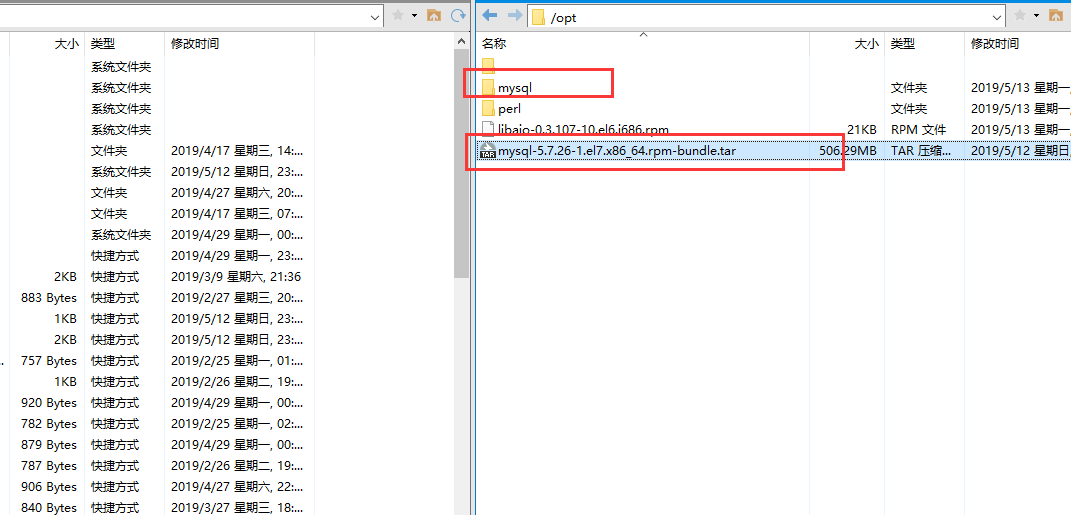 /opt
大小 类型 修改时间
系统文件夹
系统文件夹
系统文件夹
系统文件夹
文件夹 2019/4/17 星期三, 14:...
系统文件夹 2019/5/12 星期日, 23:...
文件夹 2019/4/27 星期六, 20:...
文件夹 2019/4/17 星期三, 07:...
系统文件夹 2019/4/29 星期一, 00:...
快捷方式 2019/4/29 星期一, 23:...
2KB 快捷方式 2019/3/9 星期六, 21:36
883 Bytes 快捷方式 2019/2/27 星期三, 20:...
1KB 快捷方式 2019/5/12 星期日, 23:...
2KB 快捷方式 2019/5/12 星期日, 23:...
757 Bytes 快捷方式 2019/2/25 星期一, 01:...
1KB 快捷方式 2019/2/26 星期二, 19:...
920 Bytes 快捷方式 2019/4/29 星期一, 00:...
782 Bytes 快捷方式 2019/2/25 星期一, 02:...
879 Bytes 快捷方式 2019/4/29 星期一, 00:...
787 Bytes 快捷方式 2019/2/26 星期二, 19:...
906 Bytes 快捷方式 2019/4/27 星期六, 22:...
840 Bytes 快捷方式 2019/3/27 星期三, 18:...
名称 大小 类型 修改时间
mysql 文件夹 2019/5/13 星期一,
perl 文件夹 2019/5/13 星期一,
libaio-0.3.107-10.el6.i686.rpm 21KB RPM 文件 2019/5/13 星期一,
TAR mysql-5.7.26-1.el7.x86_64.rpm-bundle.tar 506.29MB TAR 压缩... 2019/5/12 星期日,